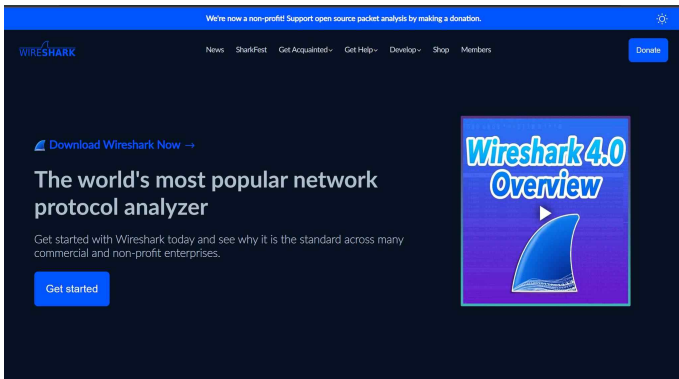 We're now a non-profit! Support open source packet analysis by making a donation.
WIRESHARK
News SharkFest Get Acquainted Get Help Develop Shop Members
Donate
Download Wireshark Now →
The world's most popular network
protocol analyzer
Get started with Wireshark today and see why it is the standard across many
commercial and non-profit enterprises.
Get started
Wireshark 4.0
Overview